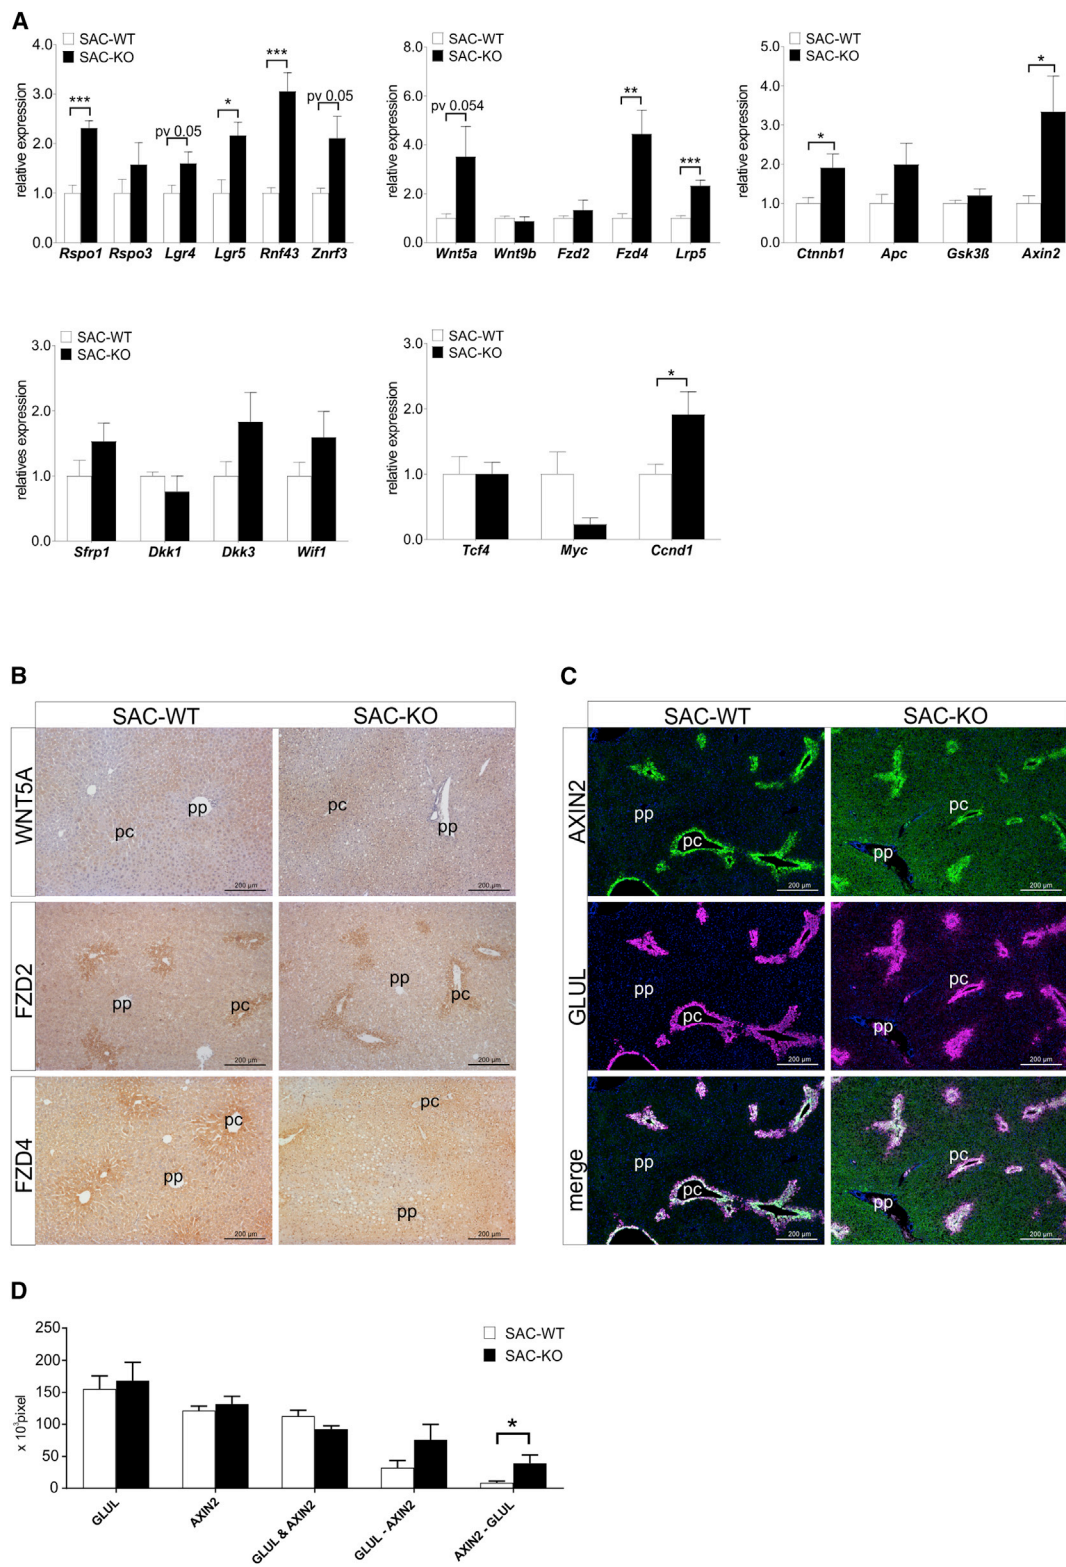 A
SAC-WT
SAC-KO
relative expression
4.0
3.0
2.0
1.0
0.0
***
pv 0.05
*
***
pv 0.05
Rspo1 Rspo3 Lgr4 Lgr5 Rnf43 Znrf3
SAC-WT
SAC-KO
relative expression
8.0
6.0
4.0
2.0
0.0
pv 0.054
**
***
Wnt5a Wnt9b Fzd2 Fzd4 Lrp5
SAC-WT
SAC-KO
relative expression
5.0
4.0
3.0
2.0
1.0
0.0
*
*
Ctnnb1 Apc Gsk3ß Axin2
SAC-WT
SAC-KO
relatives expression
3.0
2.0
1.0
0.0
Sfrp1 Dkk1 Dkk3 Wif1
SAC-WT
SAC-KO
relative expression
3.0
2.0
1.0
0.0
*
Tcf4 Myc Ccnd1
B
SAC-WT SAC-KO
WNT5A
pp
pc
200 µm
pc
pp
200 µm
FZD2
pp
pc
200 µm
pp
pc
200 µm
FZD4
pc
pp
200 µm
pc
pp
200 µm
C
SAC-WT SAC-KO
AXIN2
pp
pc
200 µm
pc
pp
200 µm
GLUL
pp
pc
200 µm
pc
pp
200 µm
merge
pp
pc
200 µm
pc
pp
200 µm
D
SAC-WT
SAC-KO
x 10³pixel
250
200
150
100
50
0
*
GLUL
AXIN2
GLUL & AXIN2
GLUL - AXIN2
AXIN2 - GLUL